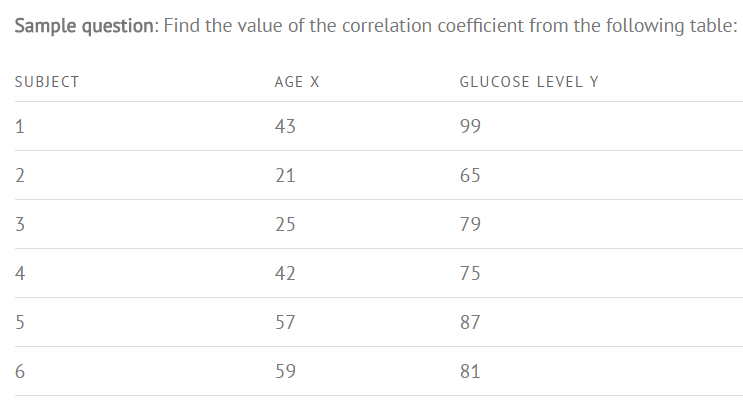 Sample question: Find the value of the correlation coefficient from the following table:
SUBJECT AGE X GLUCOSE LEVEL Y
1 43 99
2 21 65
3 25 79
4 42 75
5 57 87
6 59 81